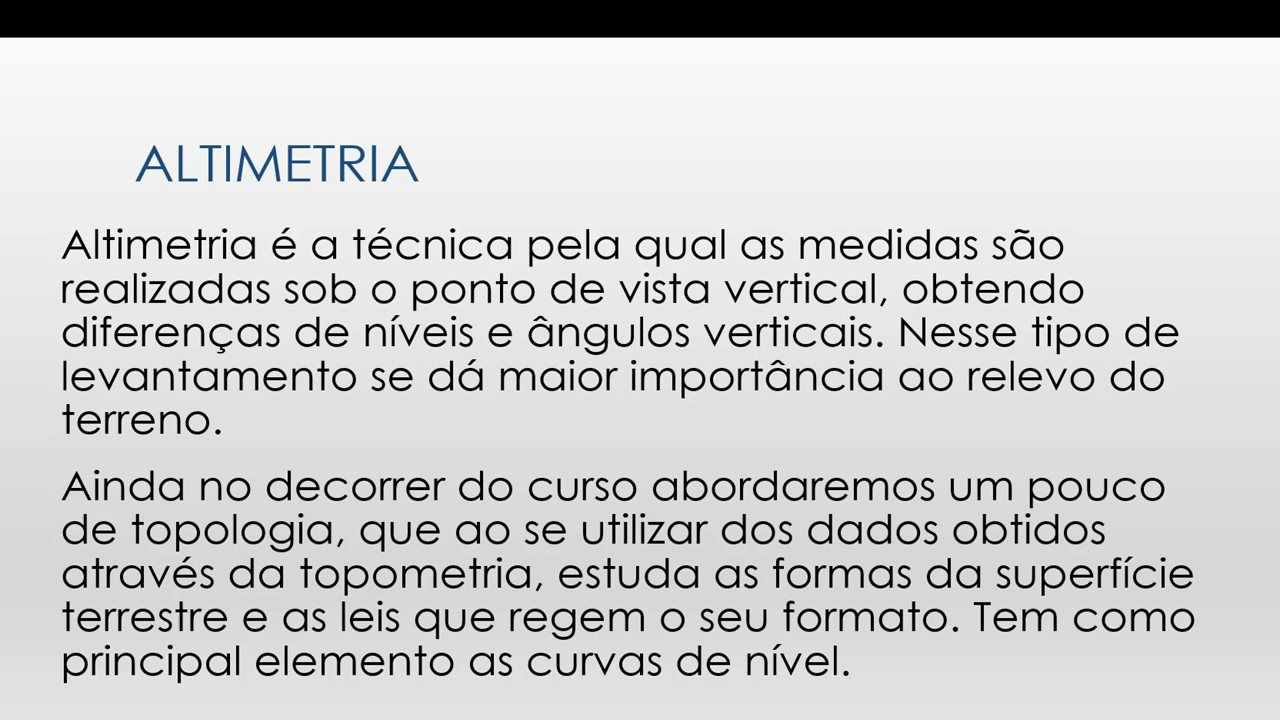 ALTIMETRIA
Altimetria é a técnica pela qual as medidas são
realizadas sob o ponto de vista vertical, obtendo
diferenças de níveis e ângulos verticais. Nesse tipo de
levantamento se dá maior importância ao relevo do
terreno.
Ainda no decorrer do curso abordaremos um pouco
de topologia, que ao se utilizar dos dados obtidos
através da topometria, estuda as formas da superfície
terrestre e as leis que regem o seu formato. Tem como
principal elemento as curvas de nível.